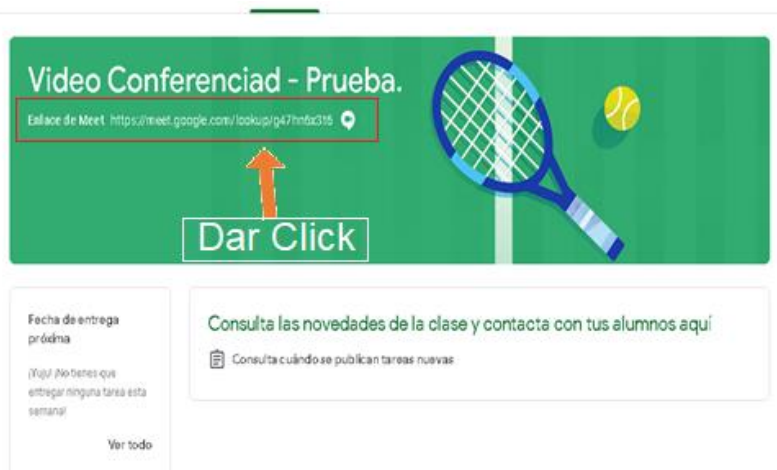 Video Conferenciad - Prueba.
Enlace de Meet https://meet.google.com/lookup/g47hn6x316
Dar Click
Fecha de entrega
próxima
¡Yuju! ¡No tienes que
entregar ninguna tarea esta
semana!
Ver todo
Consulta las novedades de la clase y contacta con tus alumnos aquí
Consulta cuándo se publican tareas nuevas